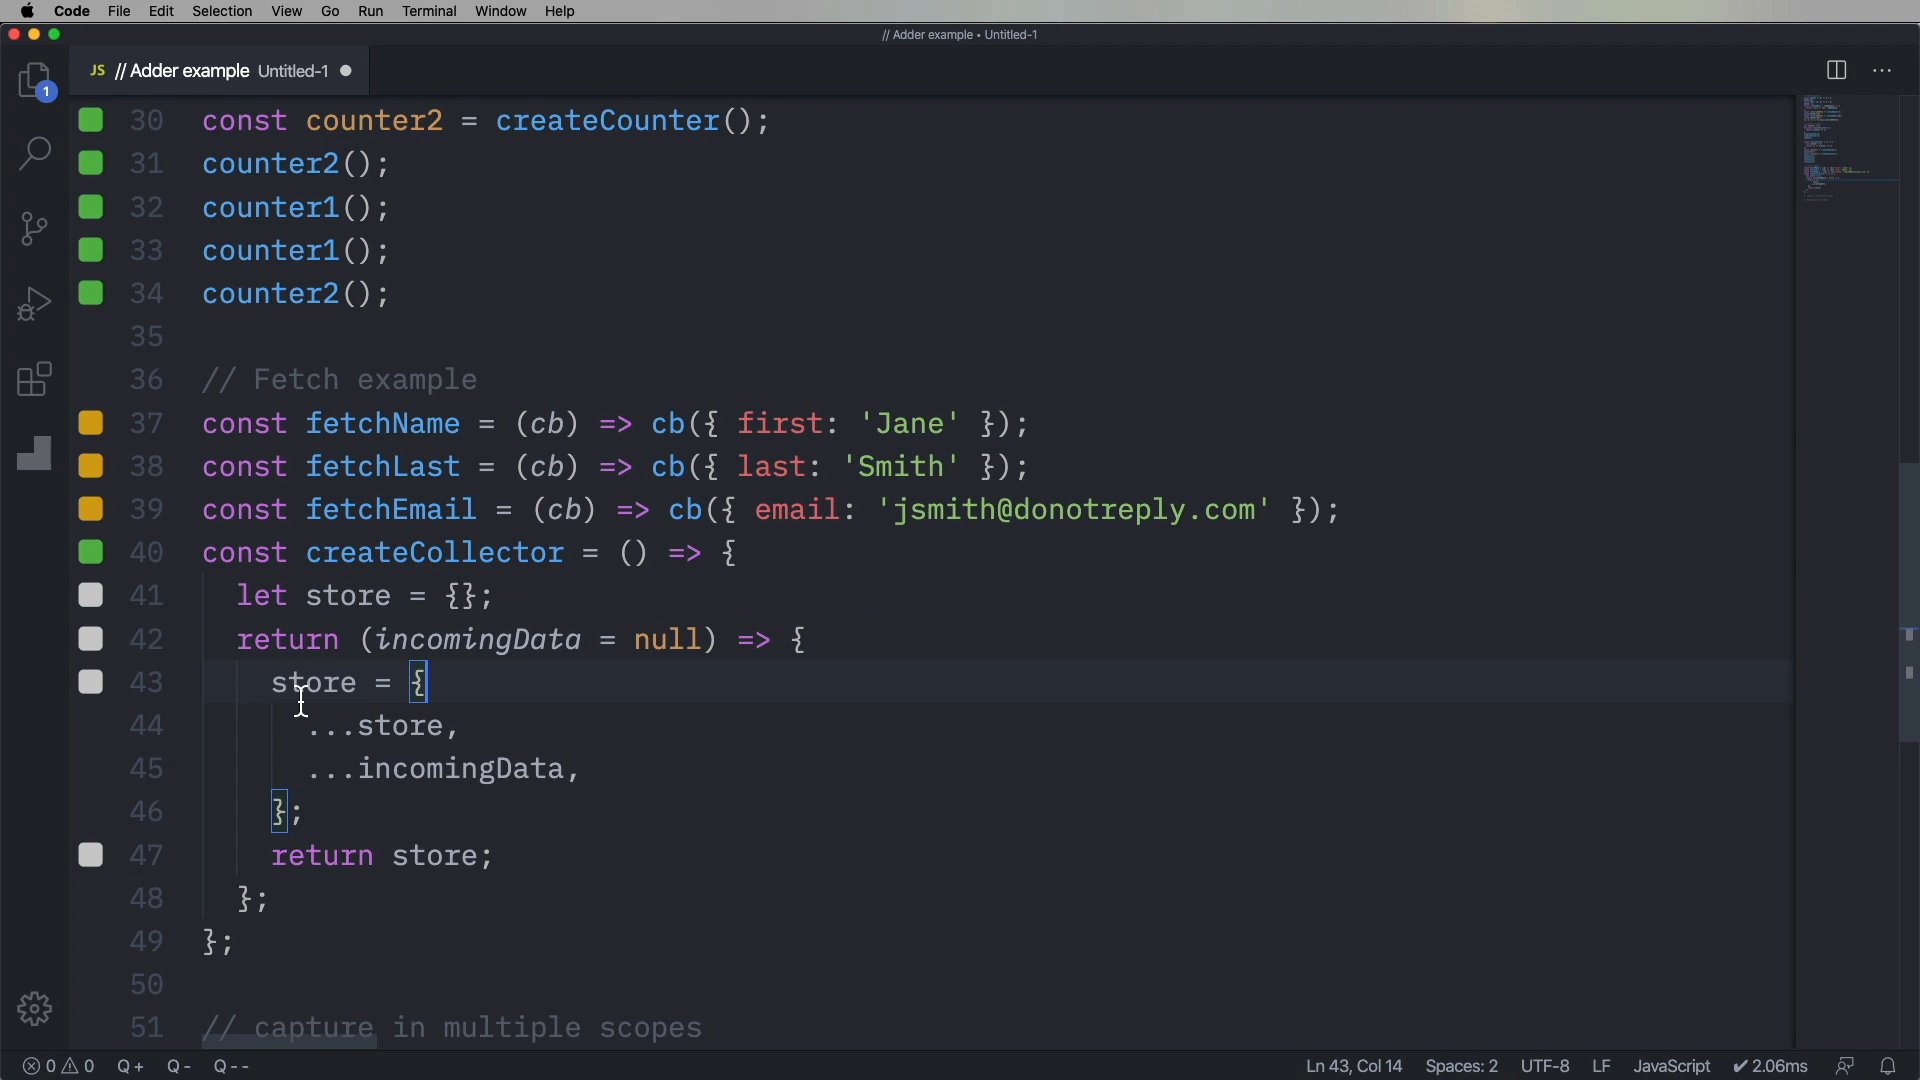 Code File Edit Selection View Go Run Terminal Window Help
// Adder example • Untitled-1
JS // Adder example Untitled-1
1
30 const counter2 = createCounter();
31 counter2();
32 counter1();
33 counter1();
34 counter2();
35
36 // Fetch example
37 const fetchName = (cb) => cb({ first: 'Jane' });
38 const fetchLast = (cb) => cb({ last: 'Smith' });
39 const fetchEmail = (cb) => cb({ email: 'jsmith@donotreply.com' });
40 const createCollector = () => {
41 let store = {};
42 return (incomingData = null) => {
43 store = {
44 ...store,
45 ...incomingData,
46 };
47 return store;
48 };
49 };
50
51 // capture in multiple scopes
0 0 Q+ Q- Q-- Ln 43, Col 14 Spaces: 2 UTF-8 LF JavaScript ✔ 2.06ms